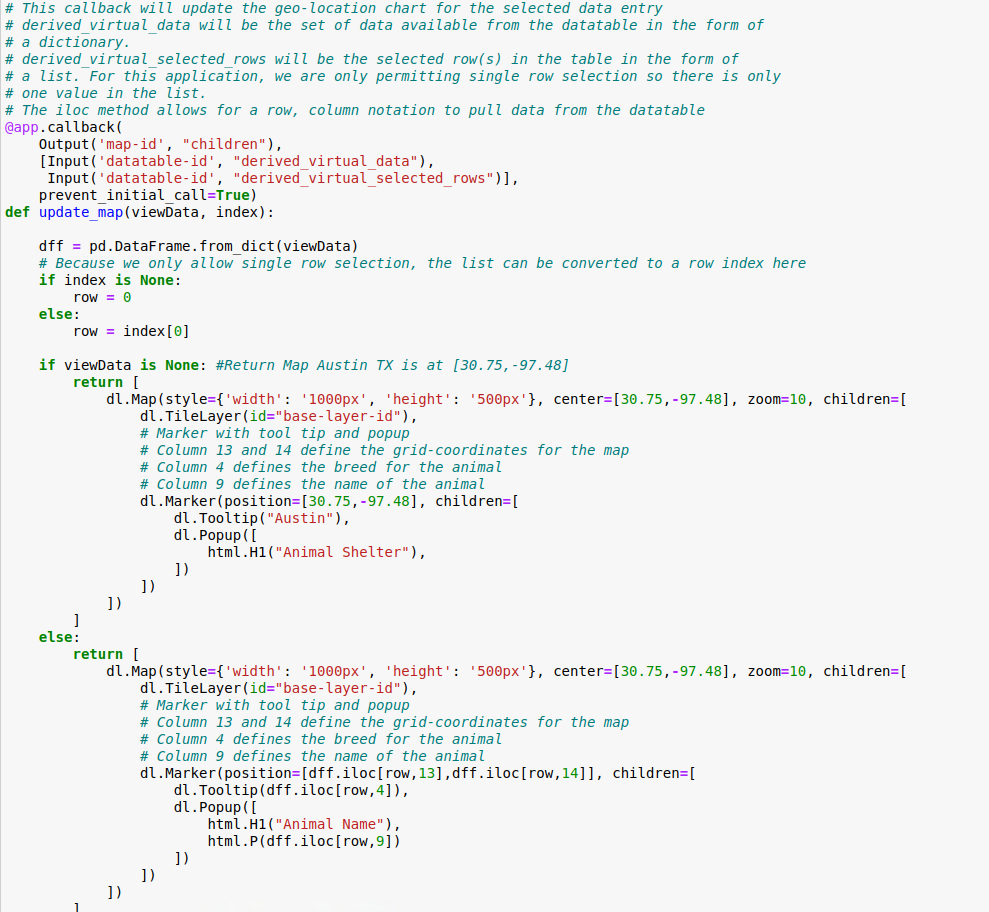 # This callback will update the geo-location chart for the selected data entry
# derived_virtual_data will be the set of data available from the datatable in the form of
# a dictionary.
# derived_virtual_selected_rows will be the selected row(s) in the table in the form of
# a list. For this application, we are only permitting single row selection so there is only
# one value in the list.
# The iloc method allows for a row, column notation to pull data from the datatable
@app.callback(
    Output('map-id', "children"),
    [Input('datatable-id', "derived_virtual_data"),
     Input('datatable-id', "derived_virtual_selected_rows")],
    prevent_initial_call=True)
def update_map(viewData, index):

    dff = pd.DataFrame.from_dict(viewData)
    # Because we only allow single row selection, the list can be converted to a row index here
    if index is None:
        row = 0
    else:
        row = index[0]

    if viewData is None: #Return Map Austin TX is at [30.75,-97.48]
        return [
            dl.Map(style={'width': '1000px', 'height': '500px'}, center=[30.75,-97.48], zoom=10, children=[
                dl.TileLayer(id="base-layer-id"),
                # Marker with tool tip and popup
                # Column 13 and 14 define the grid-coordinates for the map
                # Column 4 defines the breed for the animal
                # Column 9 defines the name of the animal
                dl.Marker(position=[30.75,-97.48], children=[
                    dl.Tooltip("Austin"),
                    dl.Popup([
                        html.H1("Animal Shelter"),
                    ])
                ])
            ])
        ]
    else:
        return [
            dl.Map(style={'width': '1000px', 'height': '500px'}, center=[30.75,-97.48], zoom=10, children=[
                dl.TileLayer(id="base-layer-id"),
                # Marker with tool tip and popup
                # Column 13 and 14 define the grid-coordinates for the map
                # Column 4 defines the breed for the animal
                # Column 9 defines the name of the animal
                dl.Marker(position=[dff.iloc[row,13],dff.iloc[row,14]], children=[
                    dl.Tooltip(dff.iloc[row,4]),
                    dl.Popup([
                        html.H1("Animal Name"),
                        html.P(dff.iloc[row,9])
                    ])
                ])
            ])
        ]